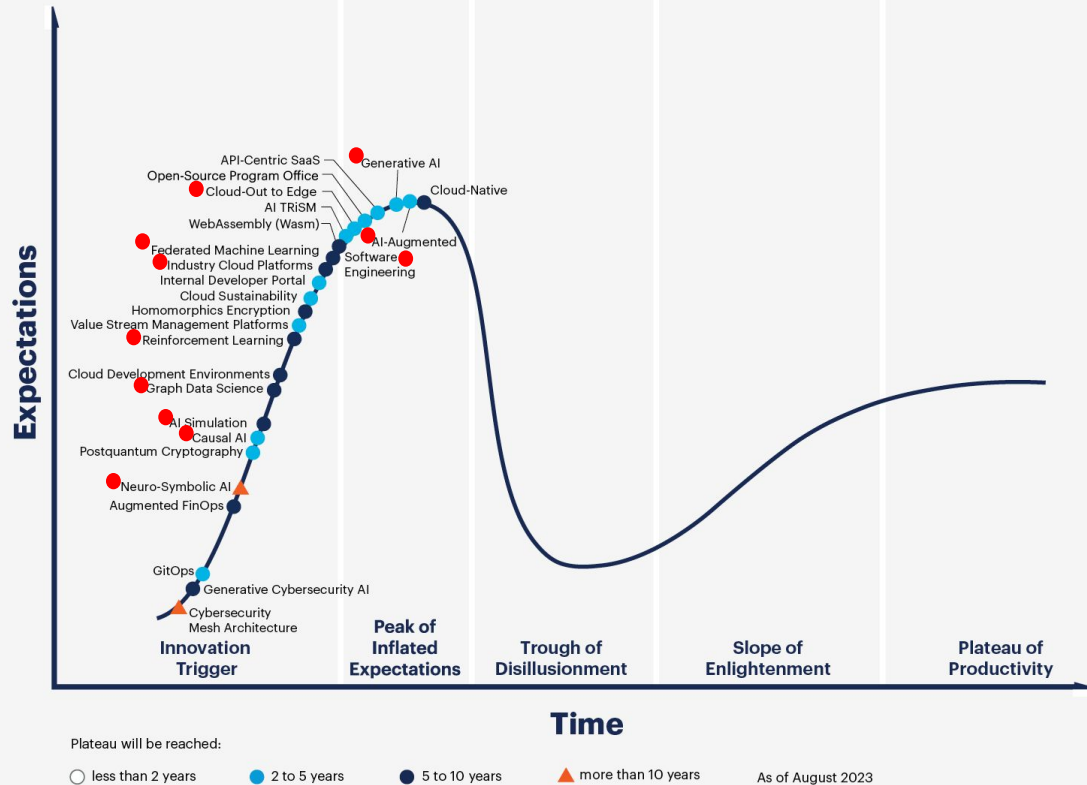 Expectations
API-Centric SaaS
Generative AI
Open-Source Program Office
Cloud-Out to Edge
Cloud-Native
AI TRiSM
WebAssembly (Wasm)
AI-Augmented
Software
Engineering
Federated Machine Learning
Industry Cloud Platforms
Internal Developer Portal
Cloud Sustainability
Homomorphics Encryption
Value Stream Management Platforms
Reinforcement Learning
Cloud Development Environments
Graph Data Science
AI Simulation
Causal AI
Postquantum Cryptography
Neuro-Symbolic AI
Augmented FinOps
GitOps
Generative Cybersecurity AI
Cybersecurity
Mesh Architecture
Innovation
Trigger
Peak of
Inflated
Expectations
Trough of
Disillusionment
Slope of
Enlightenment
Plateau of
Productivity
Time
Plateau will be reached:
less than 2 years
2 to 5 years
5 to 10 years
more than 10 years
As of August 2023